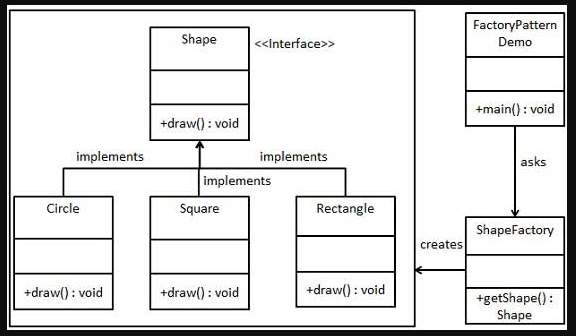 Shape
<<Interface>>
+draw() : void
FactoryPattern
Demo
+main() : void
implements
implements
implements
asks
Circle
+draw() : void
Square
+draw() : void
Rectangle
+draw() : void
creates
ShapeFactory
+getShape() :
Shape